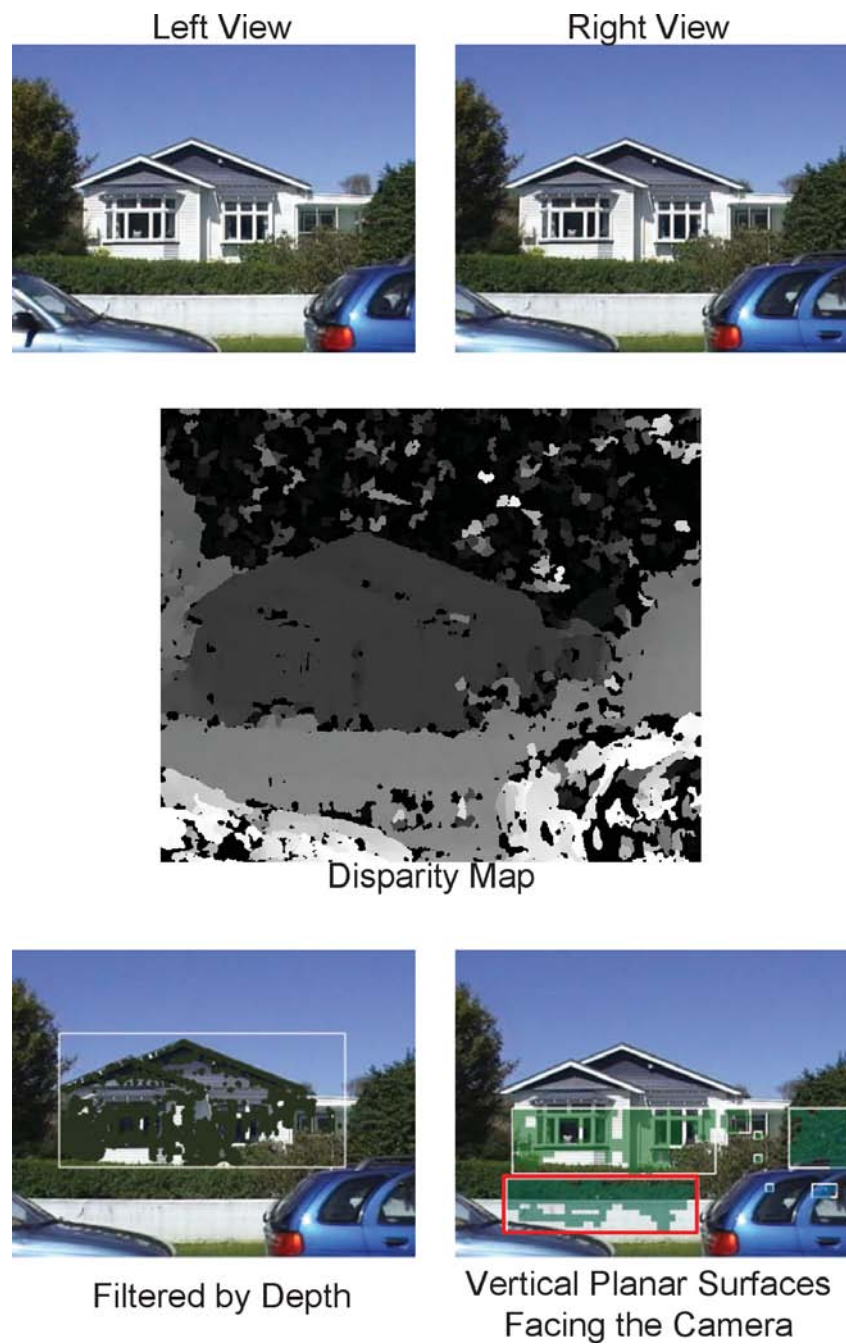 Left View
Right View
Disparity Map
Filtered by Depth
Vertical Planar Surfaces
Facing the Camera